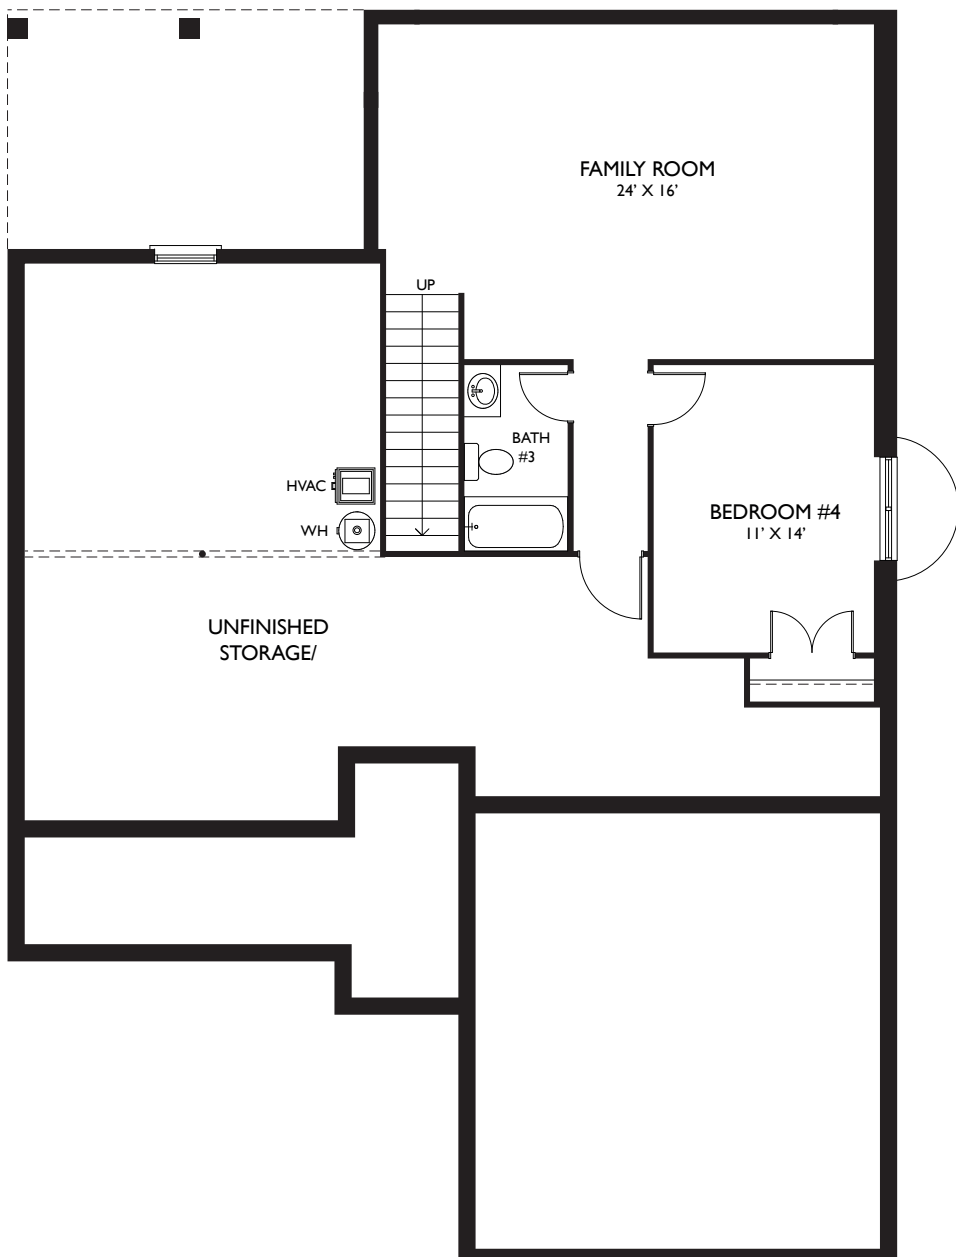 FAMILY ROOM
24’ X 16’
UP
BATH
#3
HVAC
WH
BEDROOM #4
11’ X 14’
UNFINISHED
STORAGE/